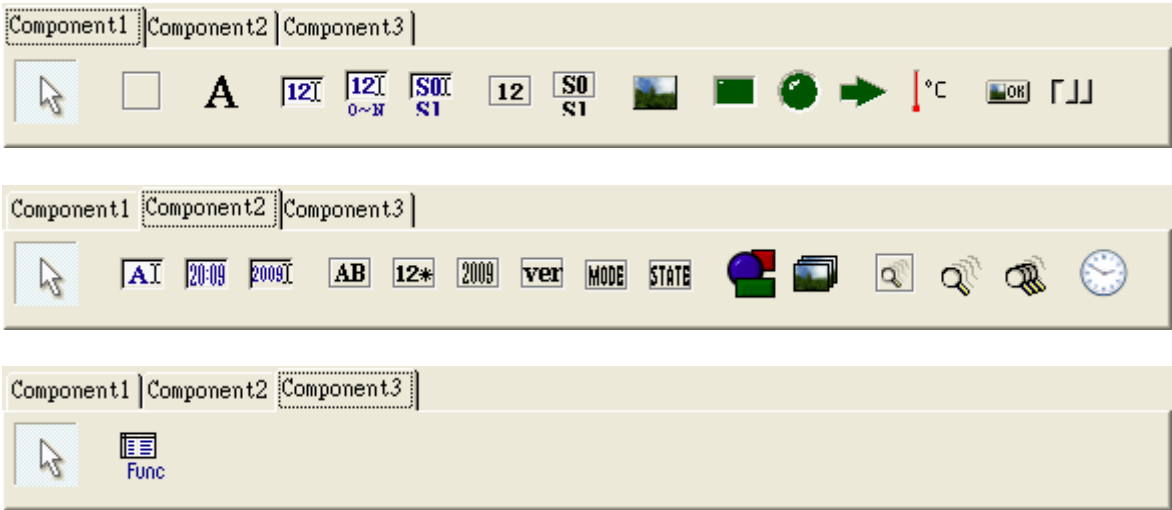 Component1 Component2 Component3
A 12 12 S0 12 S0 °C OK
0~N S1 S1
Component1 Component2 Component3
A 20:09 2009 AB 12* 2009 ver MODE STATE
Component1 Component2 Component3
Func